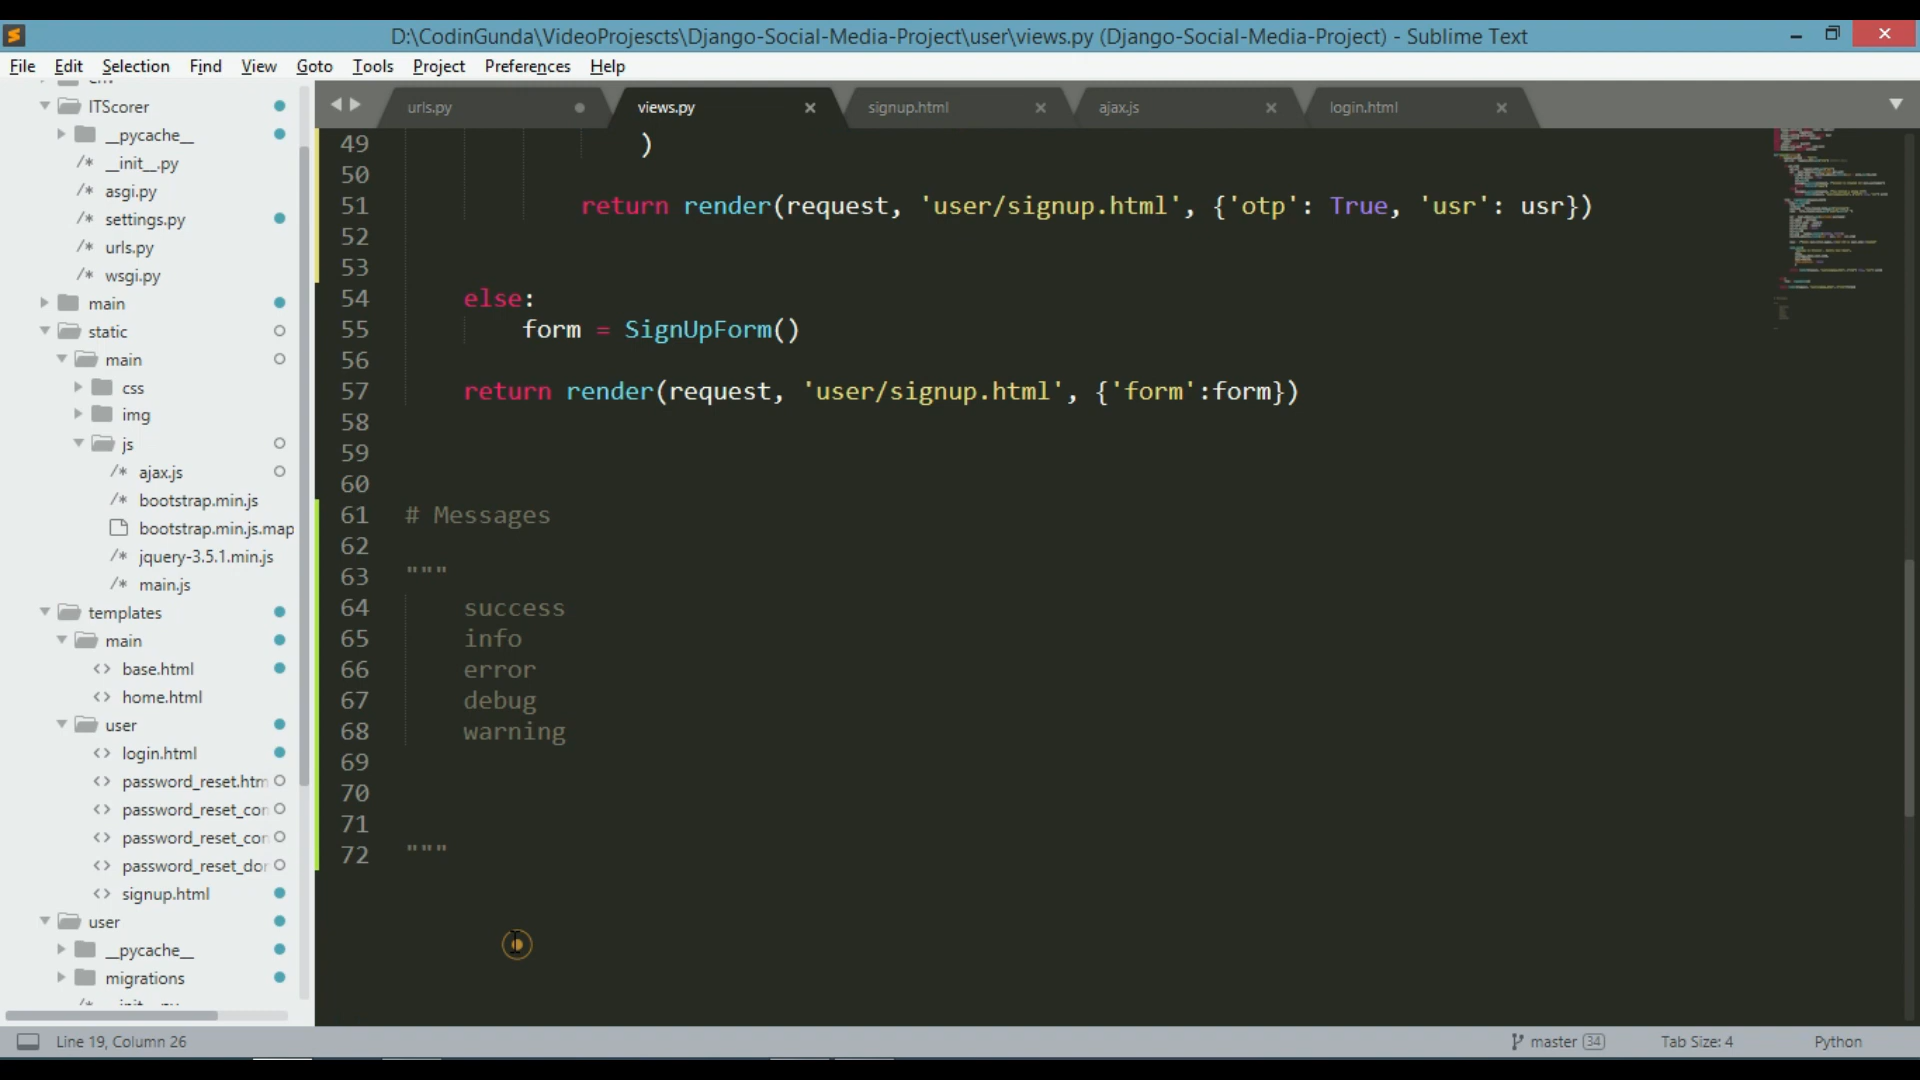 D:\CodinGunda\VideoProjescts\Django-Social-Media-Project\user\views.py (Django-Social-Media-Project) - Sublime Text
File Edit Selection Find View Goto Tools Project Preferences Help
ITScorer
__pycache__
/* __init__.py
/* asgi.py
/* settings.py
/* urls.py
/* wsgi.py
main
static
main
css
img
js
/* ajax.js
/* bootstrap.min.js
bootstrap.min.js.map
/* jquery-3.5.1.min.js
/* main.js
templates
main
<> base.html
<> home.html
user
<> login.html
<> password_reset.htm
<> password_reset_con
<> password_reset_con
<> password_reset_don
<> signup.html
user
__pycache__
migrations
urls.py views.py signup.html ajax.js login.html
49 )
50
51 return render(request, 'user/signup.html', {'otp': True, 'usr': usr})
52
53
54 else:
55 form = SignUpForm()
56
57 return render(request, 'user/signup.html', {'form':form})
58
59
60
61 # Messages
62
63 """
64 success
65 info
66 error
67 debug
68 warning
69
70
71
72 """
Line 19, Column 26 master 34 Tab Size: 4 Python